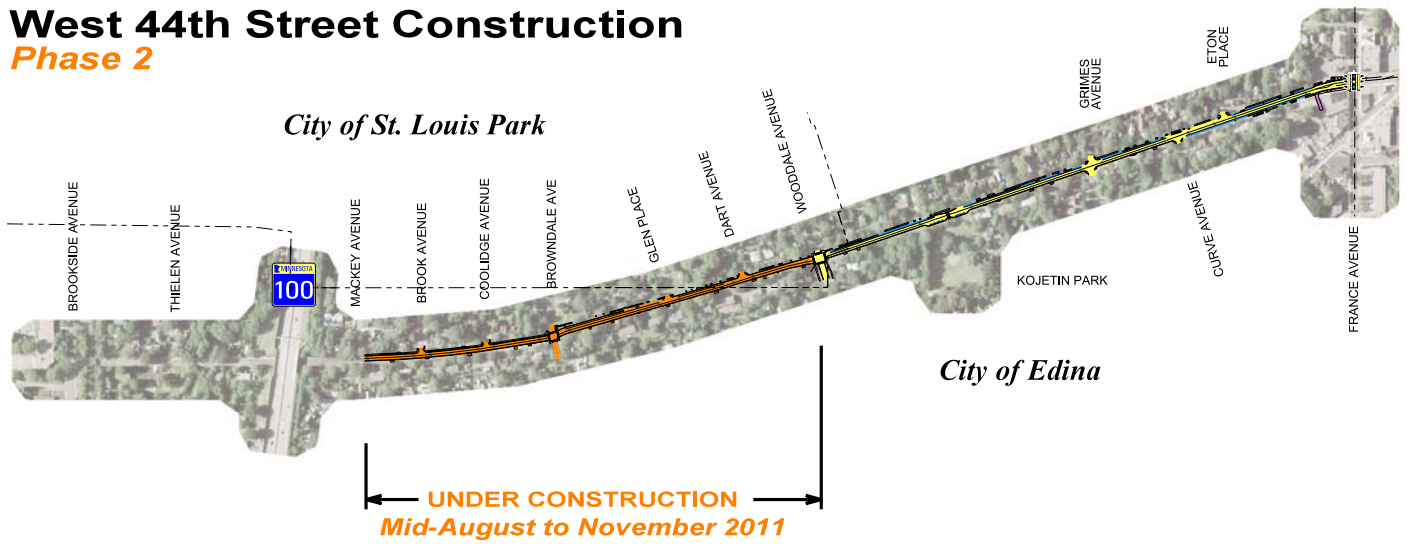 West 44th Street Construction
Phase 2
City of St. Louis Park
BROOKSIDE AVENUE
THIELEN AVENUE
MINNESOTA
100
MACKEY AVENUE
BROOK AVENUE
COOLIDGE AVENUE
BROWNDALE AVE
GLEN PLACE
DART AVENUE
WOODDALE AVENUE
GRIMES
AVENUE
ETON
PLACE
KOJETIN PARK
CURVE AVENUE
FRANCE AVENUE
City of Edina
UNDER CONSTRUCTION
Mid-August to November 2011